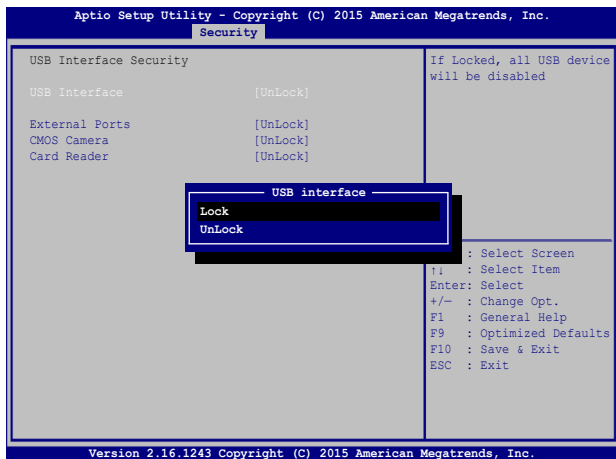 Aptio Setup Utility - Copyright (C) 2015 American Megatrends, Inc.
Security
USB Interface Security
USB Interface [UnLock]
External Ports [UnLock]
CMOS Camera [UnLock]
Card Reader [UnLock]
If Locked, all USB device
will be disabled
USB interface
Lock
UnLock
: Select Screen
↑↓ : Select Item
Enter: Select
+/— : Change Opt.
F1 : General Help
F9 : Optimized Defaults
F10 : Save & Exit
ESC : Exit
Version 2.16.1243 Copyright (C) 2015 American Megatrends, Inc.